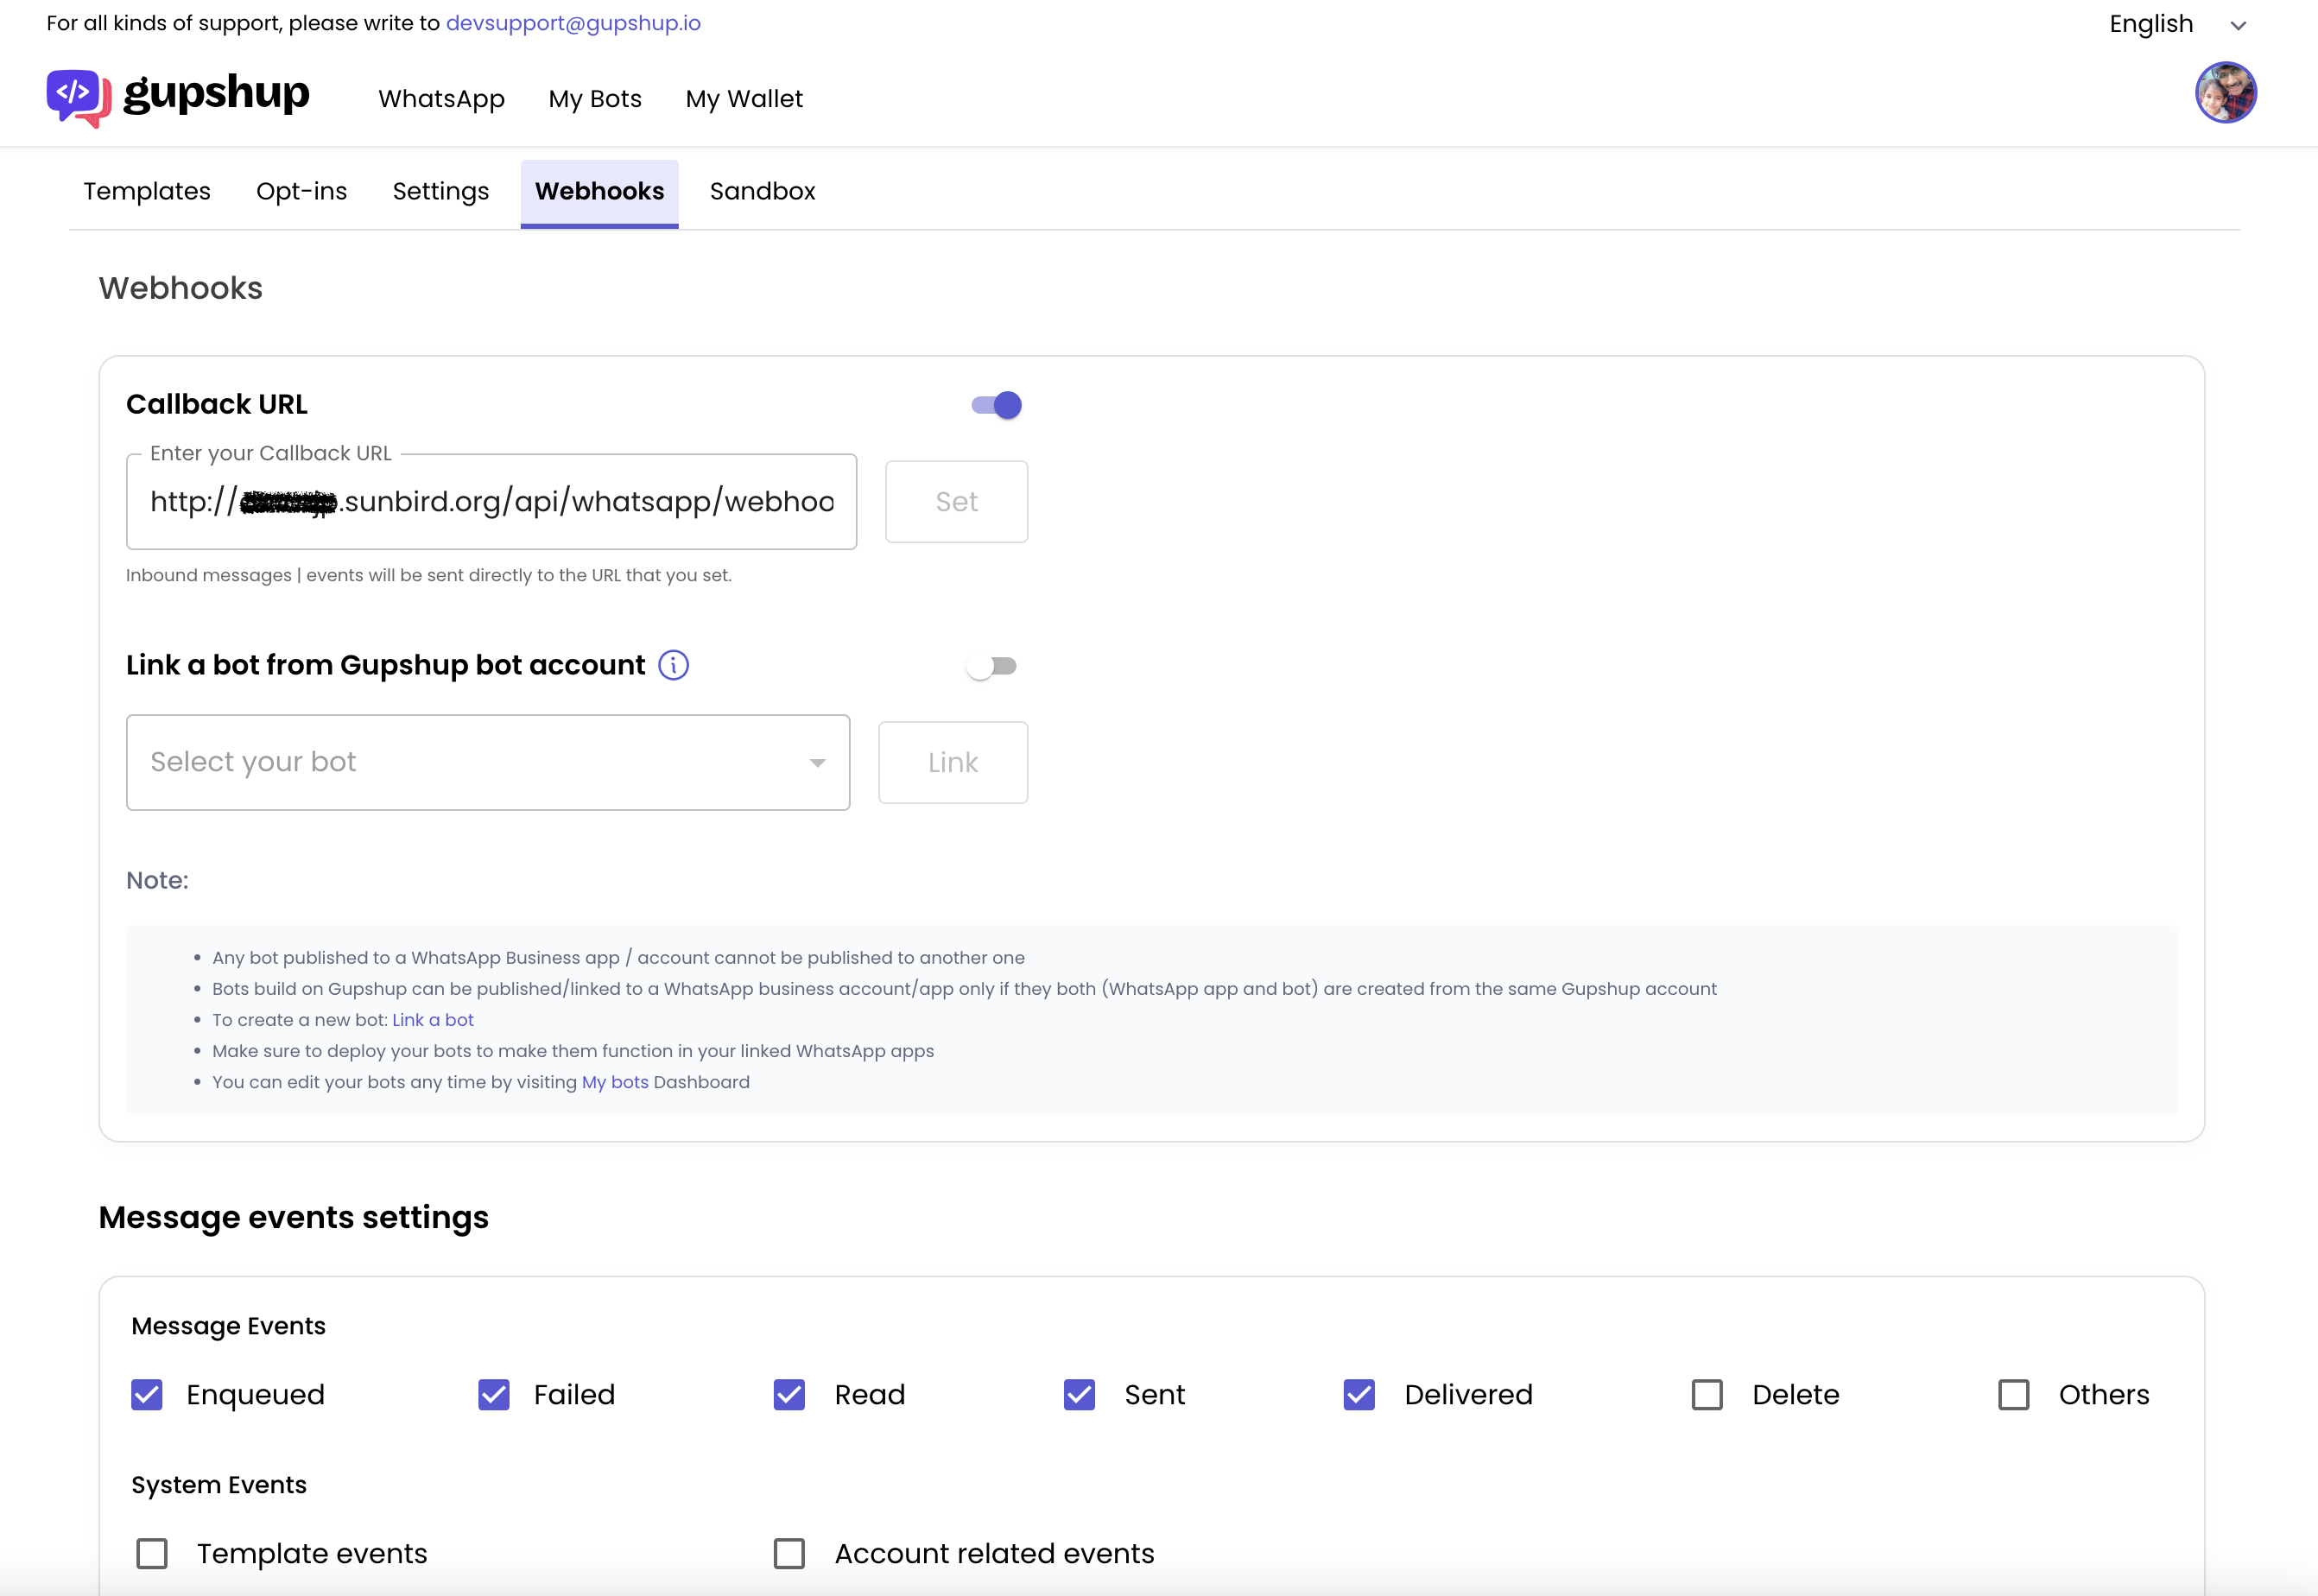 For all kinds of support, please write to devsupport@gupshup.io
English
</> gupshup
WhatsApp My Bots My Wallet
Templates Opt-ins Settings Webhooks Sandbox
Webhooks
Callback URL
Enter your Callback URL
http:// .sunbird.org/api/whatsapp/webhoo
Set
Inbound messages | events will be sent directly to the URL that you set.
Link a bot from Gupshup bot account i
Select your bot
Link
Note:
• Any bot published to a WhatsApp Business app / account cannot be published to another one
• Bots build on Gupshup can be published/linked to a WhatsApp business account/app only if they both (WhatsApp app and bot) are created from the same Gupshup account
• To create a new bot: Link a bot
• Make sure to deploy your bots to make them function in your linked WhatsApp apps
• You can edit your bots any time by visiting My bots Dashboard
Message events settings
Message Events
Enqueued Failed Read Sent Delivered Delete Others
System Events
Template events Account related events